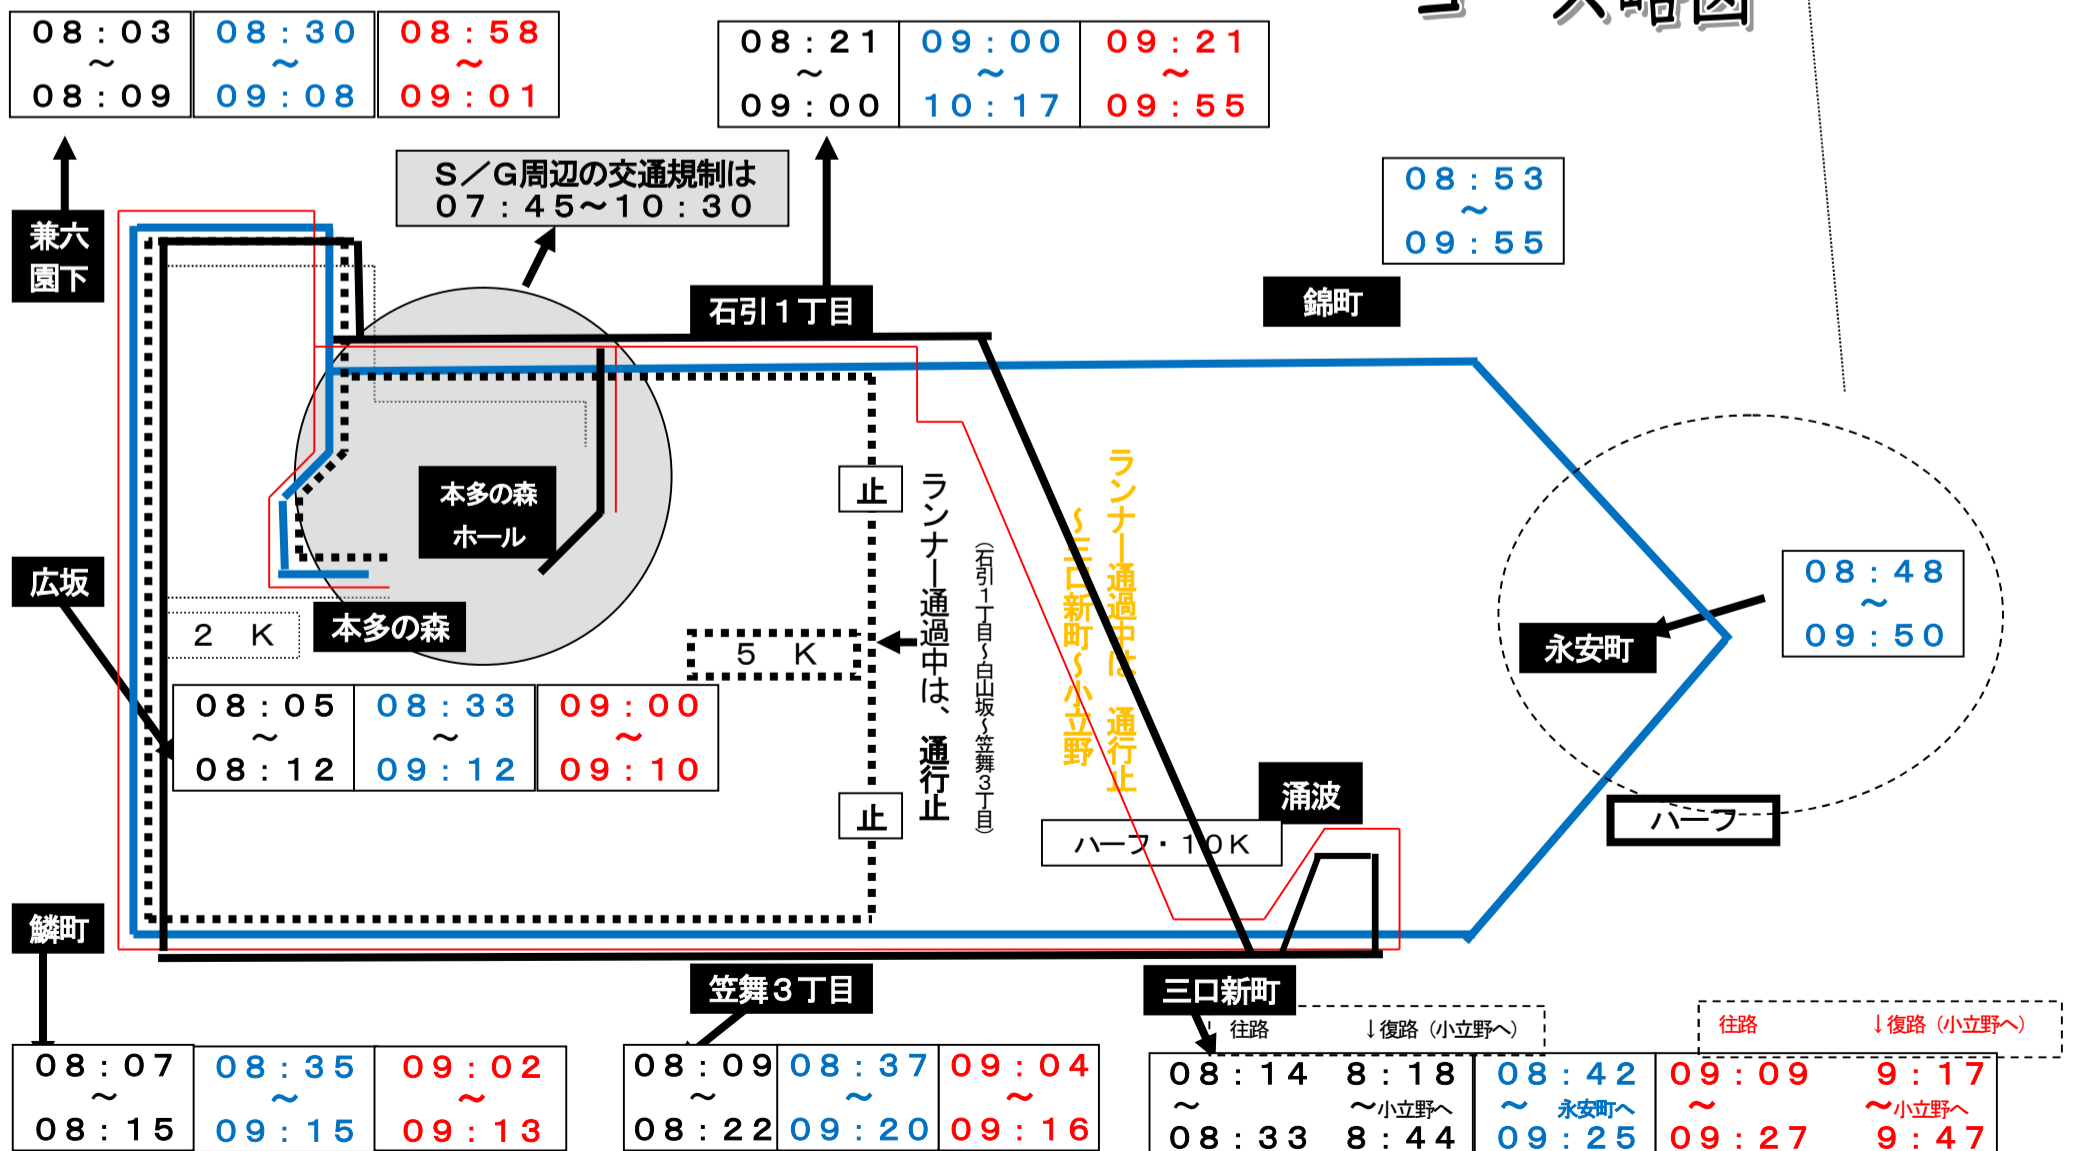 コース略図
08:03 08:30 08:58
～ ～ ～
08:09 09:08 09:01
08:21 09:00 09:21
～ ～ ～
09:00 10:17 09:55
S／G周辺の交通規制は
07:45～10:30
08:53
～
09:55
兼六
園下
石引1丁目
錦町
本多の森
ホール
止
ランナー通過中は、通行止
(石引1丁目～白山坂～笠舞3丁目)
ランナー通過中は 通行止
～三口新町～小立野
08:48
～
09:50
永安町
広坂
2 K
本多の森
5 K
08:05 08:33 09:00
～ ～ ～
08:12 09:12 09:10
止
涌波
ハーフ・10K
ハーフ
鱗町
笠舞3丁目
三口新町
往路 ↓復路（小立野へ）
往路 ↓復路（小立野へ）
08:07 08:35 09:02
～ ～ ～
08:15 09:15 09:13
08:09 08:37 09:04
～ ～ ～
08:22 09:20 09:16
08:14 8:18 08:42 09:09 9:17
～ ～小立野へ ～ 永安町へ ～ ～小立野へ
08:33 8:44 09:25 09:27 9:47